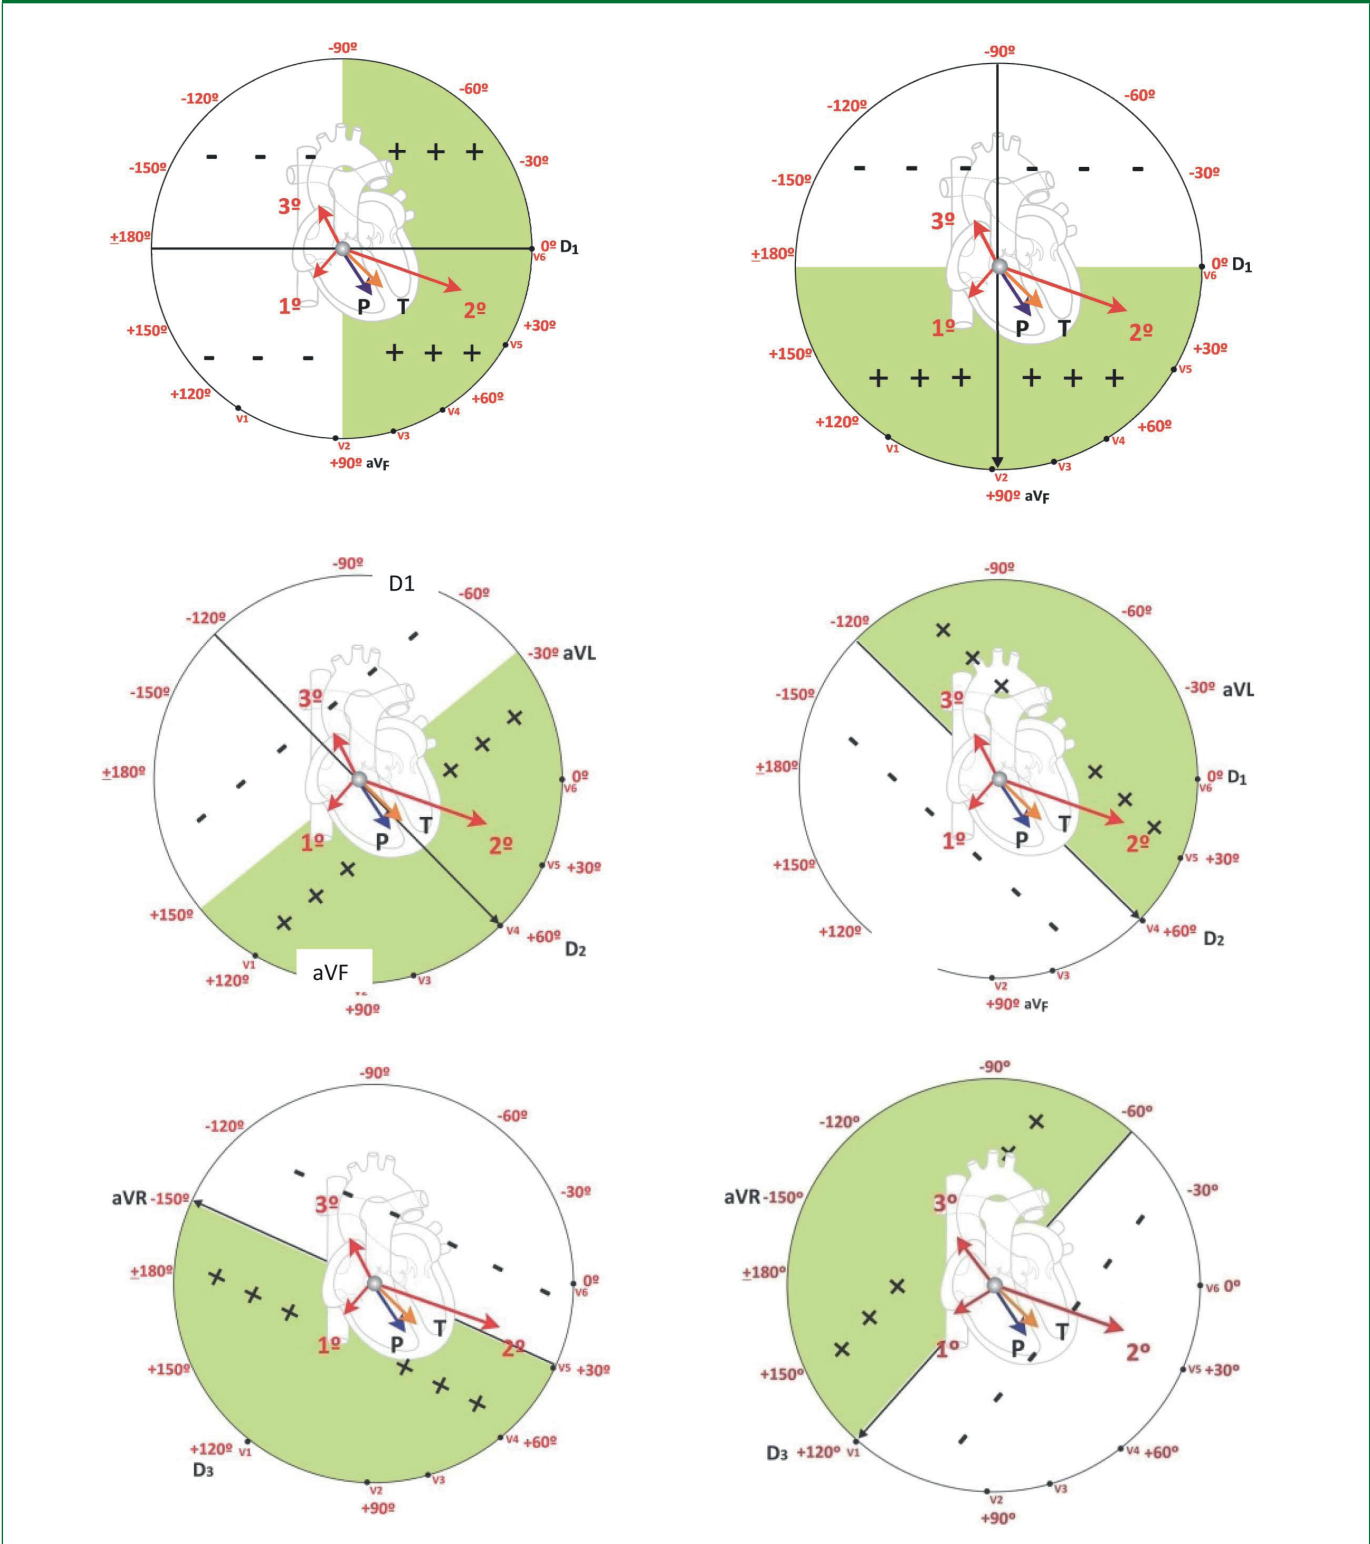 -90º
-120º
-60º
-150º
-30º
3º
+180º
0º D1
V6
1º
P
T
2º
+150º
+30º
V5
+120º
+60º
V4
V1
V3
V2
+90º aVF
-90º
-120º
-60º
-150º
-30º
3º
+180º
0º D1
V6
1º
P
T
2º
+150º
+30º
V5
+120º
+60º
V4
V1
V3
V2
+90º aVF
-90º
D1
-60º
-120º
-30º aVL
-150º
3º
+180º
0º
V6
T
P
1º
2º
V5 +30º
+150º
V4 +60º
D2
V1
+120º
aVF
V3
+90º
-90º
-60º
-120º
-30º aVL
-150º
3º
+180º
0º D1
V6
T
P
1º
2º
V5 +30º
+150º
+120º
V4 +60º
D2
V3
V2
+90º aVF
-90º
-60º
-120º
-30º
aVR -150º
3º
+180º
0º
V6
T
P
1º
2º
V5 +30º
+150º
V4 +60º
+120º V1
D3
V3
V2
+90º
-90º
-60º
-120º
-30º
aVR -150º
3º
+180º
V6 0º
T
P
1º
2º
V5 +30º
+150º
V4 +60º
D3 +120º V1
V3
V2
+90º